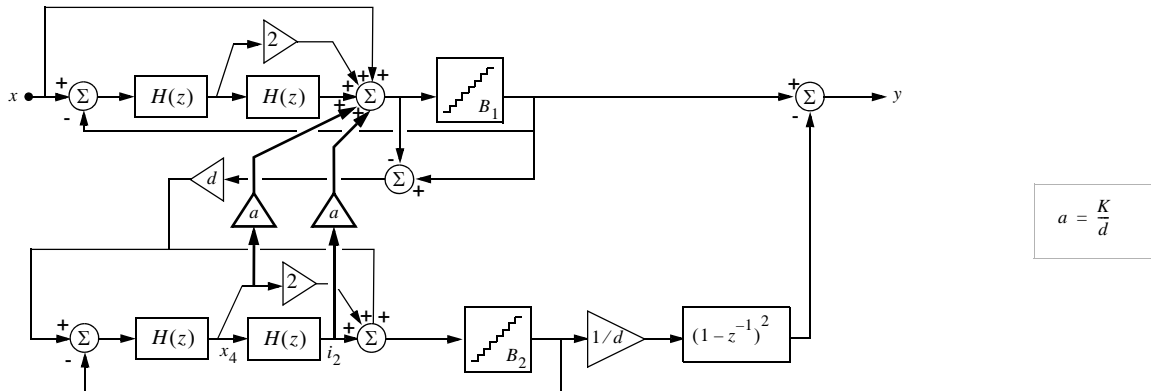 2
+ + +
x + Σ H(z) H(z) + Σ B1 + Σ y
- + + -
- Σ +
d
a a
a = K/d
2
+ Σ H(z) H(z) + + + Σ B2 1/d (1 – z⁻¹)²
- x4 i2